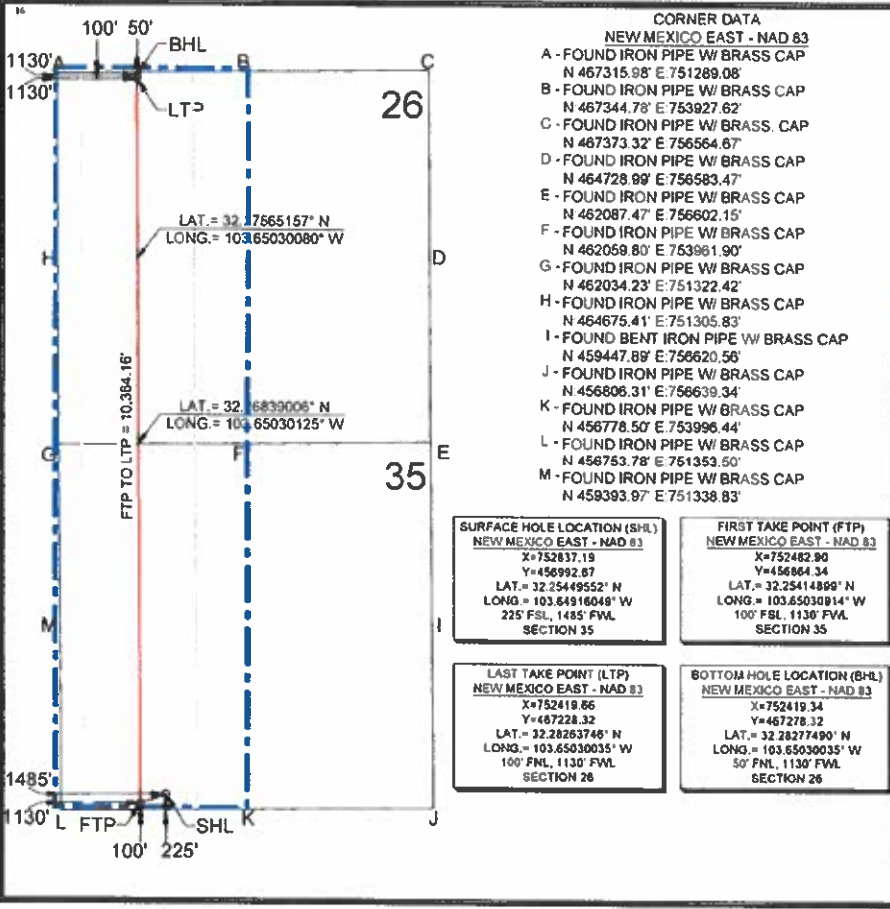 16
100' 50'
BHL
1130' A B C
1130'
LTP
26
LAT.= 32.27665157° N
LONG.= 103.65030080° W
H D
FTP TO LTP = 10,364.16'
LAT.= 32.26839006° N
LONG.= 103.65030125° W
G F E
35
M I
1485'
1130' L FTP SHL K J
100' 225'
CORNER DATA
NEW MEXICO EAST - NAD 83
A - FOUND IRON PIPE W/ BRASS CAP
N 467315.98' E:751289.08'
B - FOUND IRON PIPE W/ BRASS CAP
N 467344.78' E:753927.62'
C - FOUND IRON PIPE W/ BRASS. CAP
N 467373.32' E:756564.67'
D - FOUND IRON PIPE W/ BRASS CAP
N 464728.99' E:756583.47'
E - FOUND IRON PIPE W/ BRASS CAP
N 462087.47' E:756602.15'
F - FOUND IRON PIPE W/ BRASS CAP
N 462059.80' E:753961.90'
G - FOUND IRON PIPE W/ BRASS CAP
N 462034.23' E:751322.42'
H - FOUND IRON PIPE W/ BRASS CAP
N 464675.41' E:751305.83'
I - FOUND BENT IRON PIPE W/ BRASS CAP
N 459447.89' E:756620.56'
J - FOUND IRON PIPE W/ BRASS CAP
N 456806.31' E:756639.34'
K - FOUND IRON PIPE W/ BRASS CAP
N 456778.50' E:753996.44'
L - FOUND IRON PIPE W/ BRASS CAP
N 456753.78' E:751353.50'
M - FOUND IRON PIPE W/ BRASS CAP
N 459393.97' E:751338.83'
SURFACE HOLE LOCATION (SHL)
NEW MEXICO EAST - NAD 83
X=752837.19
Y=456992.67
LAT.= 32.25449552° N
LONG.= 103.64916049° W
225' FSL, 1485' FWL
SECTION 35
FIRST TAKE POINT (FTP)
NEW MEXICO EAST - NAD 83
X=752482.90
Y=456864.34
LAT.= 32.25414899° N
LONG.= 103.65030914° W
100' FSL, 1130' FWL
SECTION 35
LAST TAKE POINT (LTP)
NEW MEXICO EAST - NAD 83
X=752419.66
Y=467228.32
LAT.= 32.28263746° N
LONG.= 103.65030035° W
100' FNL, 1130' FWL
SECTION 26
BOTTOM HOLE LOCATION (BHL)
NEW MEXICO EAST - NAD 83
X=752419.34
Y=467278.32
LAT.= 32.28277490° N
LONG.= 103.65030035° W
50' FNL, 1130' FWL
SECTION 26